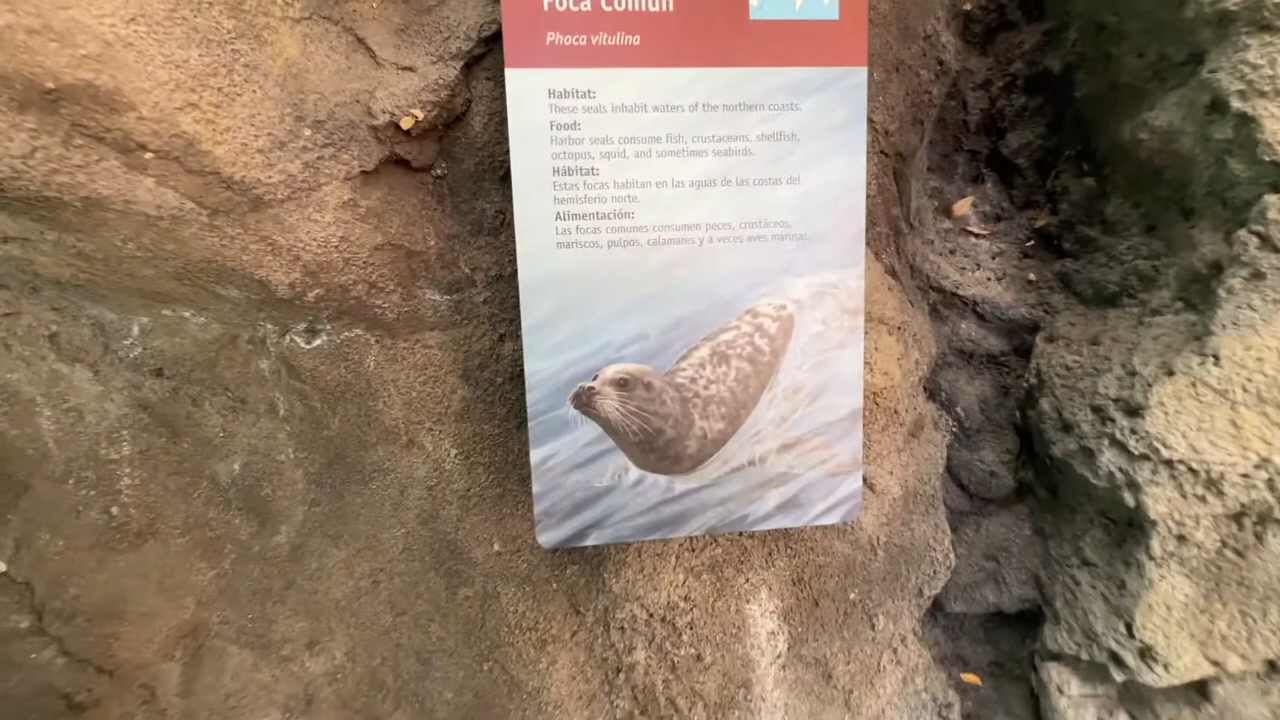 Foca Común
Phoca vitulina
Habitat:
These seals inhabit waters of the northern coasts.
Food:
Harbor seals consume fish, crustaceans, shellfish,
octopus, squid, and sometimes seabirds.
Hábitat:
Estas focas habitan en las aguas de las costas del
hemisferio norte.
Alimentación:
Las focas comunes consumen peces, crustáceos,
mariscos, pulpos, calamares y a veces aves marinas.